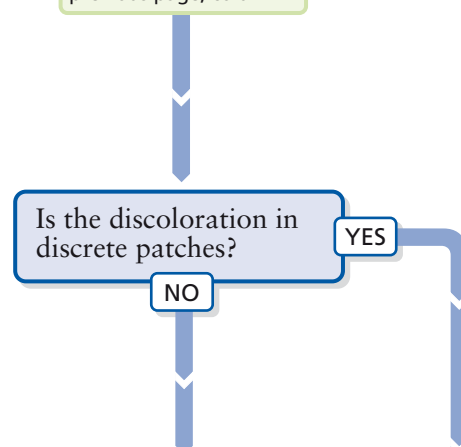 Is the discoloration in
discrete patches?
YES
NO